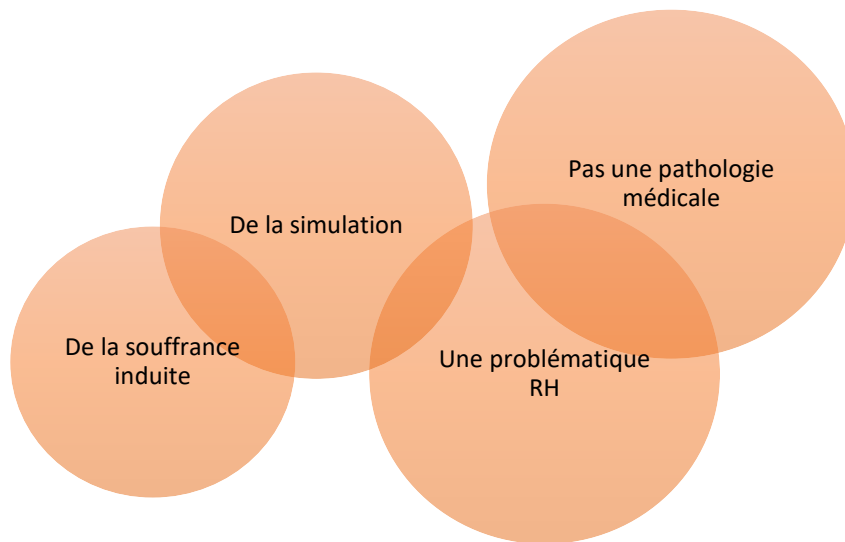 De la souffrance
induite
De la simulation
Une problématique
RH
Pas une pathologie
médicale